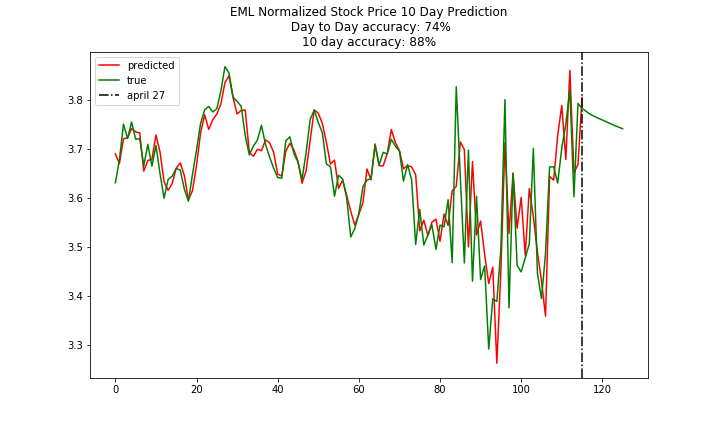 EML Normalized Stock Price 10 Day Prediction
Day to Day accuracy: 74%
10 day accuracy: 88%
predicted
true
april 27
3.8
3.7
3.6
3.5
3.4
3.3
0 20 40 60 80 100 120